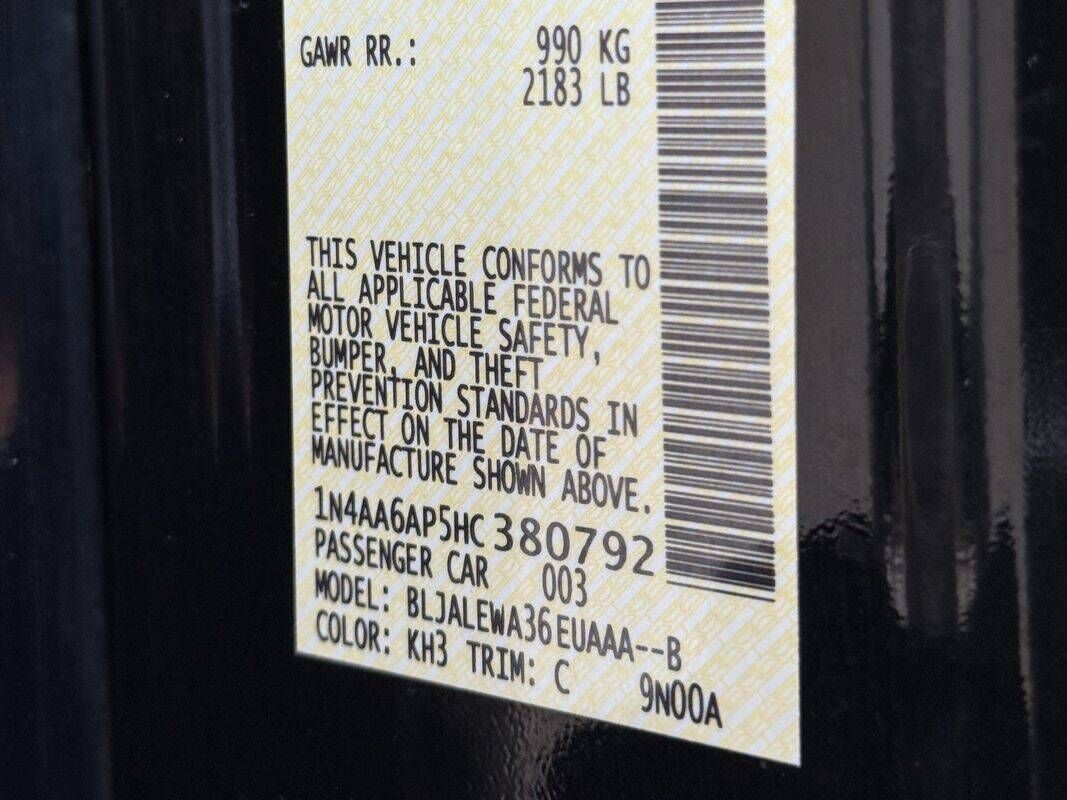 GAWR RR.: 990 KG
2183 LB
THIS VEHICLE CONFORMS TO
ALL APPLICABLE FEDERAL
MOTOR VEHICLE SAFETY,
BUMPER, AND THEFT
PREVENTION STANDARDS IN
EFFECT ON THE DATE OF
MANUFACTURE SHOWN ABOVE.
1N4AA6AP5HC380792
PASSENGER CAR 003
MODEL: BLJALEWA36EUAAA--B
COLOR: KH3 TRIM: C 9N00A